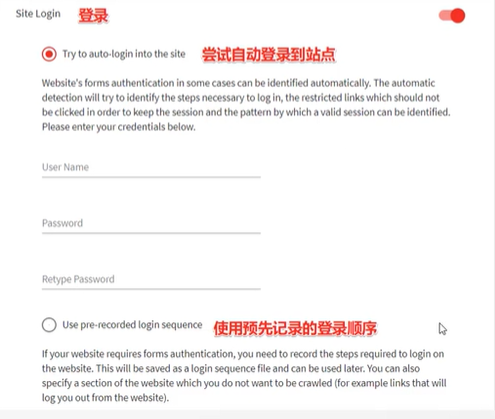 Site Login 登录
Try to auto-login into the site 尝试自动登录到站点
Website's forms authentication in some cases can be identified automatically. The automatic
detection will try to identify the steps necessary to log in, the restricted links which should not
be clicked in order to keep the session and the pattern by which a valid session can be identified.
Please enter your credentials below.
User Name
Password
Retype Password
Use pre-recorded login sequence 使用预先记录的登录顺序
If your website requires forms authentication, you need to record the steps required to login on
the website. This will be saved as a login sequence file and can be used later. You can also
specify a section of the website which you do not want to be crawled (for example links that will
log you out from the website).